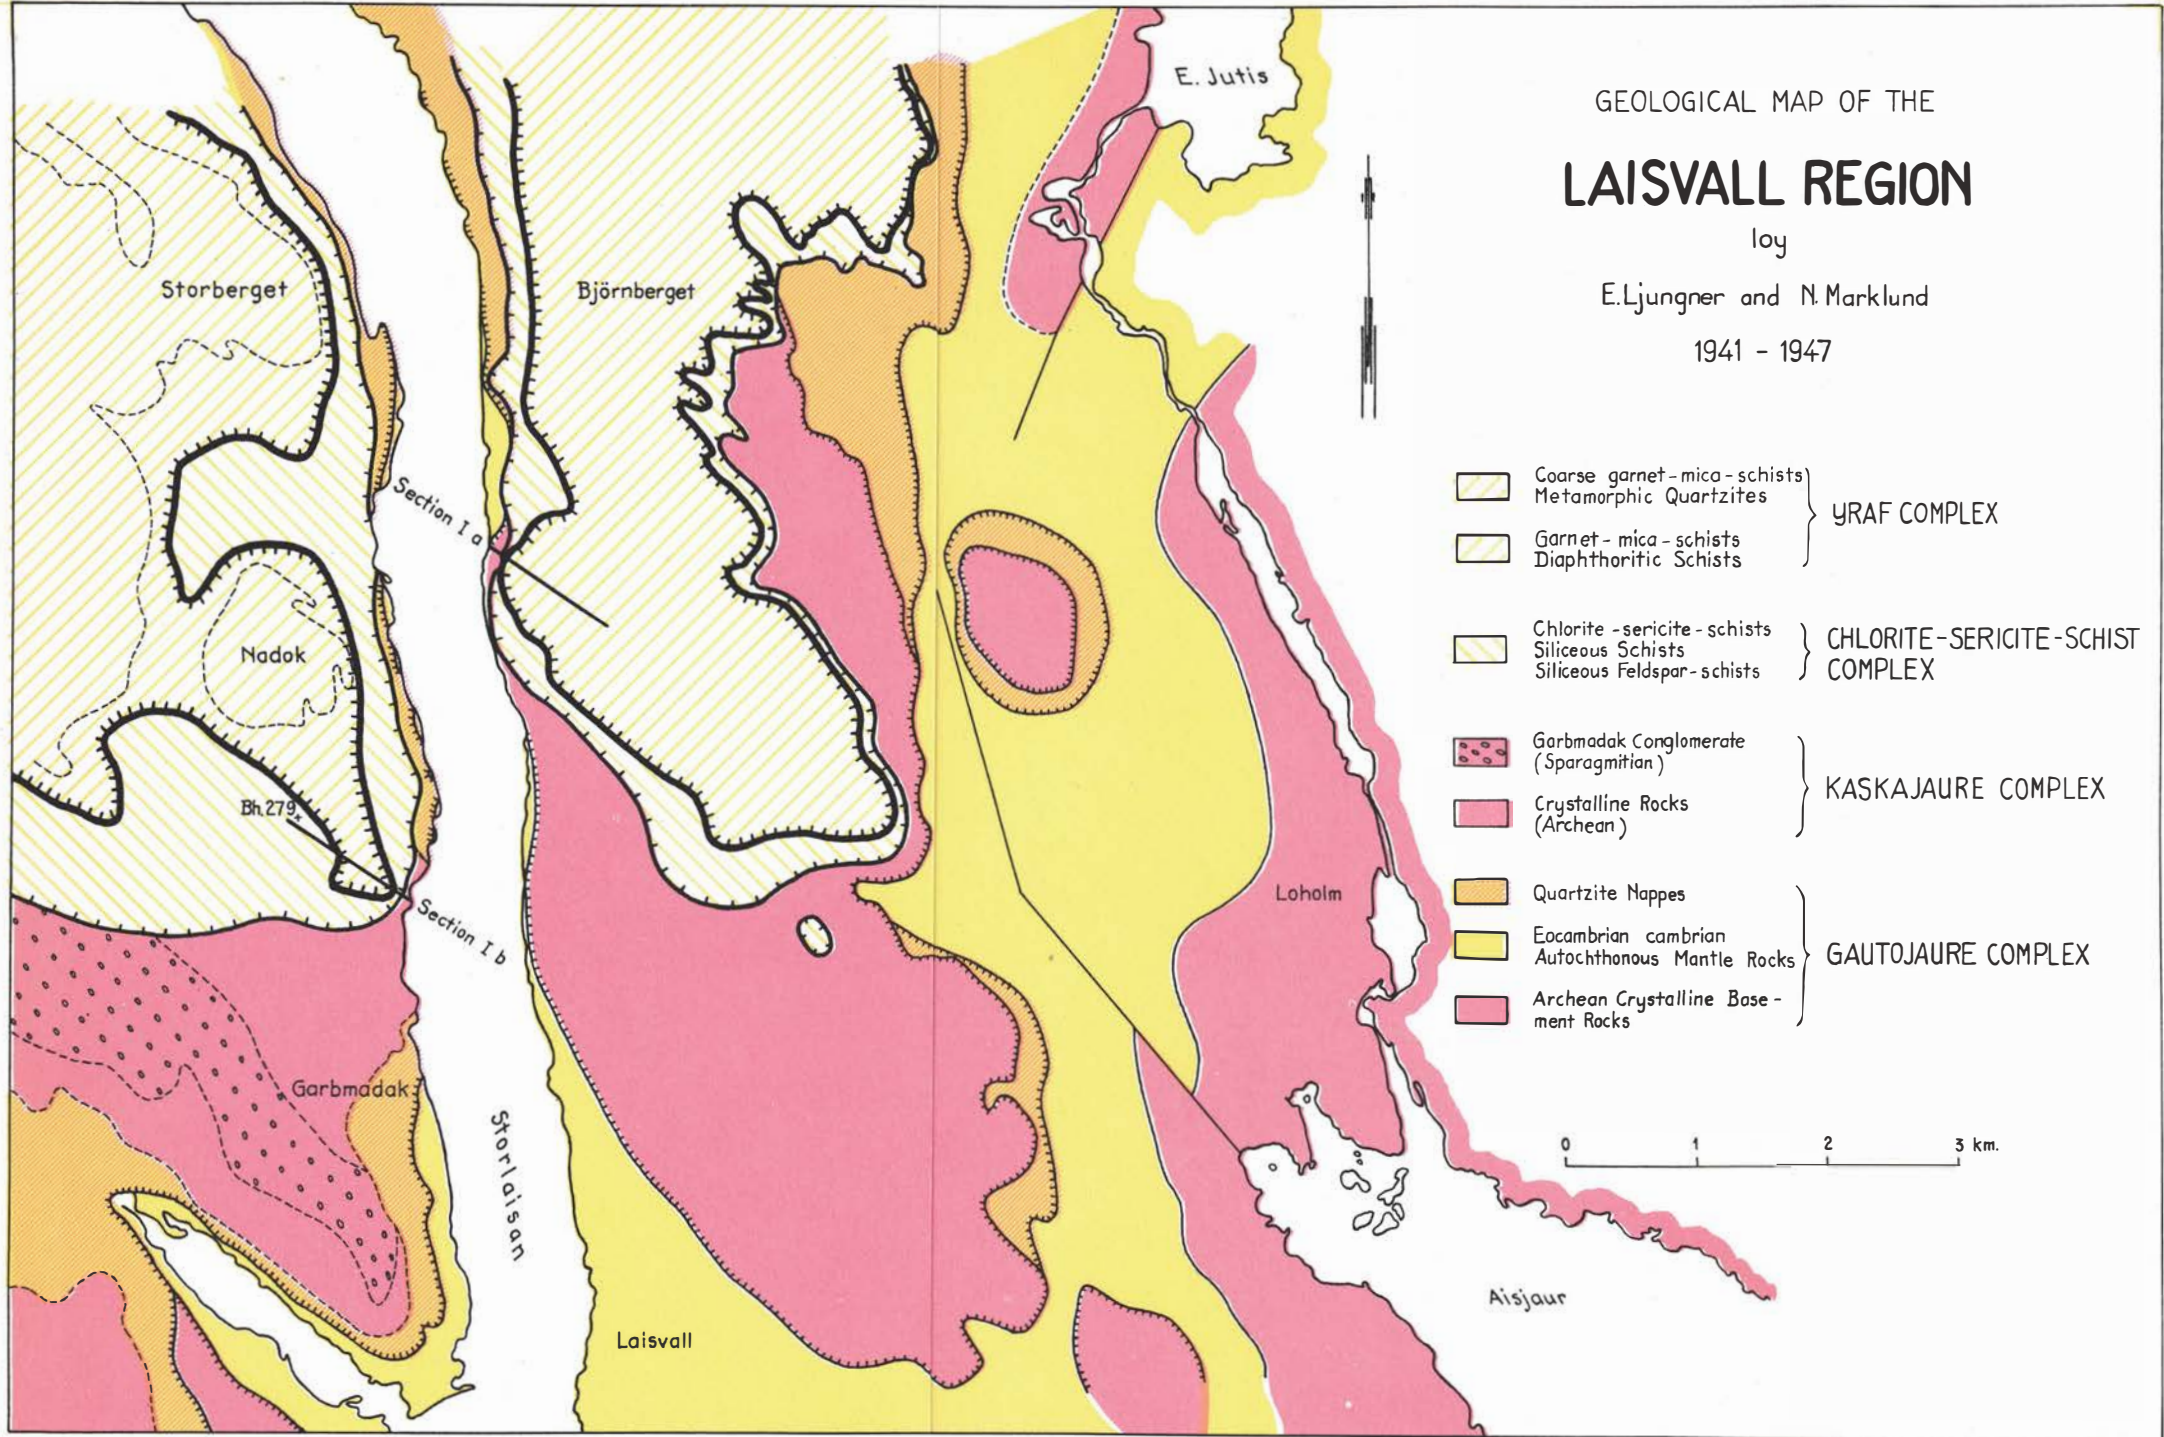 GEOLOGICAL MAP OF THE
LAISVALL REGION
loy
E.Ljungner and N. Marklund
1941 - 1947
Coarse garnet-mica-schists
Metamorphic Quartzites
Garnet-mica-schists
Diaphthoritic Schists
YRAF COMPLEX
Chlorite-sericite-schists
Siliceous Schists
Siliceous Feldspar-schists
CHLORITE-SERICITE-SCHIST
COMPLEX
Garbmadak Conglomerate
(Sparagmitian)
Crystalline Rocks
(Archean)
KASKAJAURE COMPLEX
Quartzite Nappes
Eocambrian cambrian
Autochthonous Mantle Rocks
Archean Crystalline Base-
ment Rocks
GAUTOJAURE COMPLEX
0 1 2 3 km.
E. Jutis
Storberget
Björnberget
Section I a
Nadok
Bh.279x
Section I b
Loholm
Garbmadak
Storlaisan
Aisjaur
Laisvall